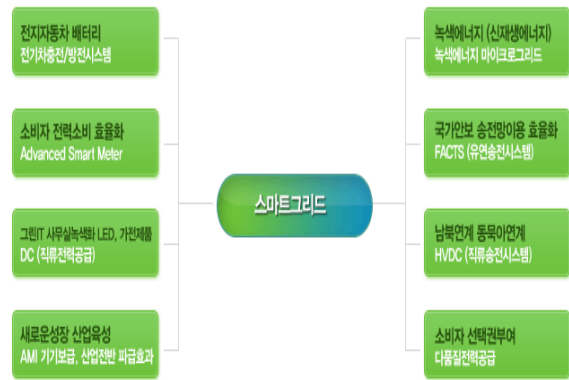 전지자동차 배터리
전기차충전/방전시스템
소비자 전력소비 효율화
Advanced Smart Meter
그린IT 사무실녹색화 LED, 가전제품
DC (직류전력공급)
새로운성장 산업육성
AMI 기기보급, 산업전반 파급효과
스마트그리드
녹색에너지 (신재생에너지)
녹색에너지 마이크로그리드
국가안보 송전망이용 효율화
FACTS (유연송전시스템)
남북연계 동북아연계
HVDC (직류송전시스템)
소비자 선택권부여
다품질전력공급